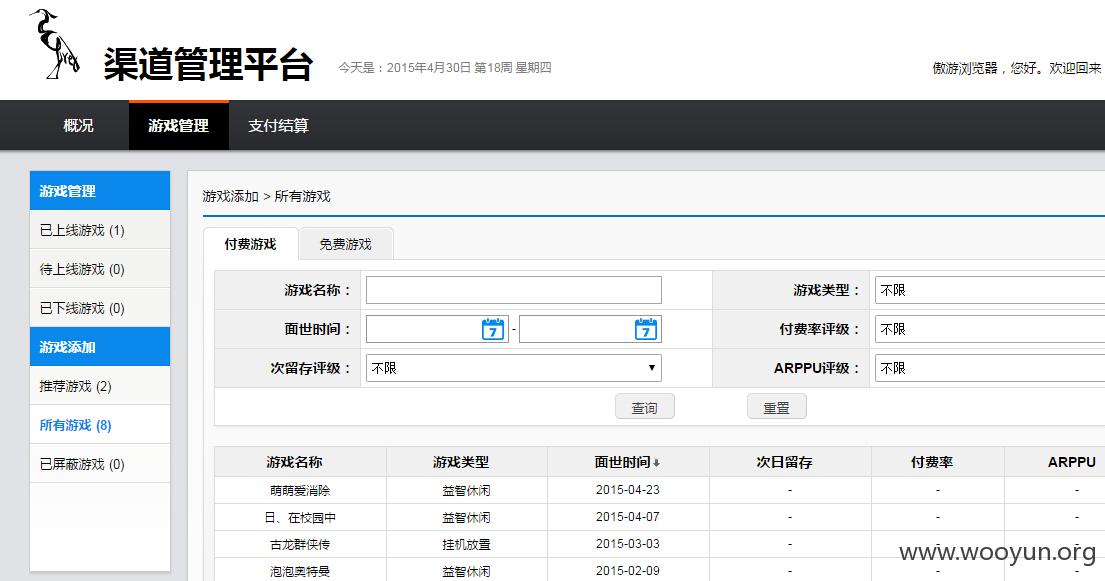 Egret
渠道管理平台
今天是：2015年4月30日 第18周 星期四
傲游浏览器，您好。欢迎回来
概况 游戏管理 支付结算
游戏管理
已上线游戏 (1)
待上线游戏 (0)
已下线游戏 (0)
游戏添加
推荐游戏 (2)
所有游戏 (8)
已屏蔽游戏 (0)
游戏添加 > 所有游戏
付费游戏 免费游戏
游戏名称： 游戏类型： 不限
面世时间： 7 - 7 付费率评级： 不限
次留存评级： 不限 ARPPU评级： 不限
查询 重置
游戏名称 游戏类型 面世时间 次日留存 付费率 ARPPU
萌萌爱消除 益智休闲 2015-04-23 - - -
日、在校园中 益智休闲 2015-04-07 - - -
古龙群侠传 挂机放置 2015-03-03 - - -
泡泡奥特曼 益智休闲 2015-02-09 - - -
www.wooyun.org